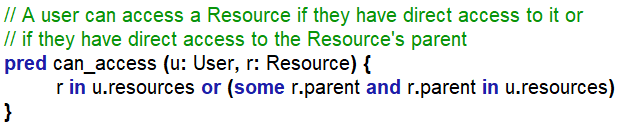 // A user can access a Resource if they have direct access to it or
// if they have direct access to the Resource's parent
pred can_access (u: User, r: Resource) {
r in u.resources or (some r.parent and r.parent in u.resources)
}